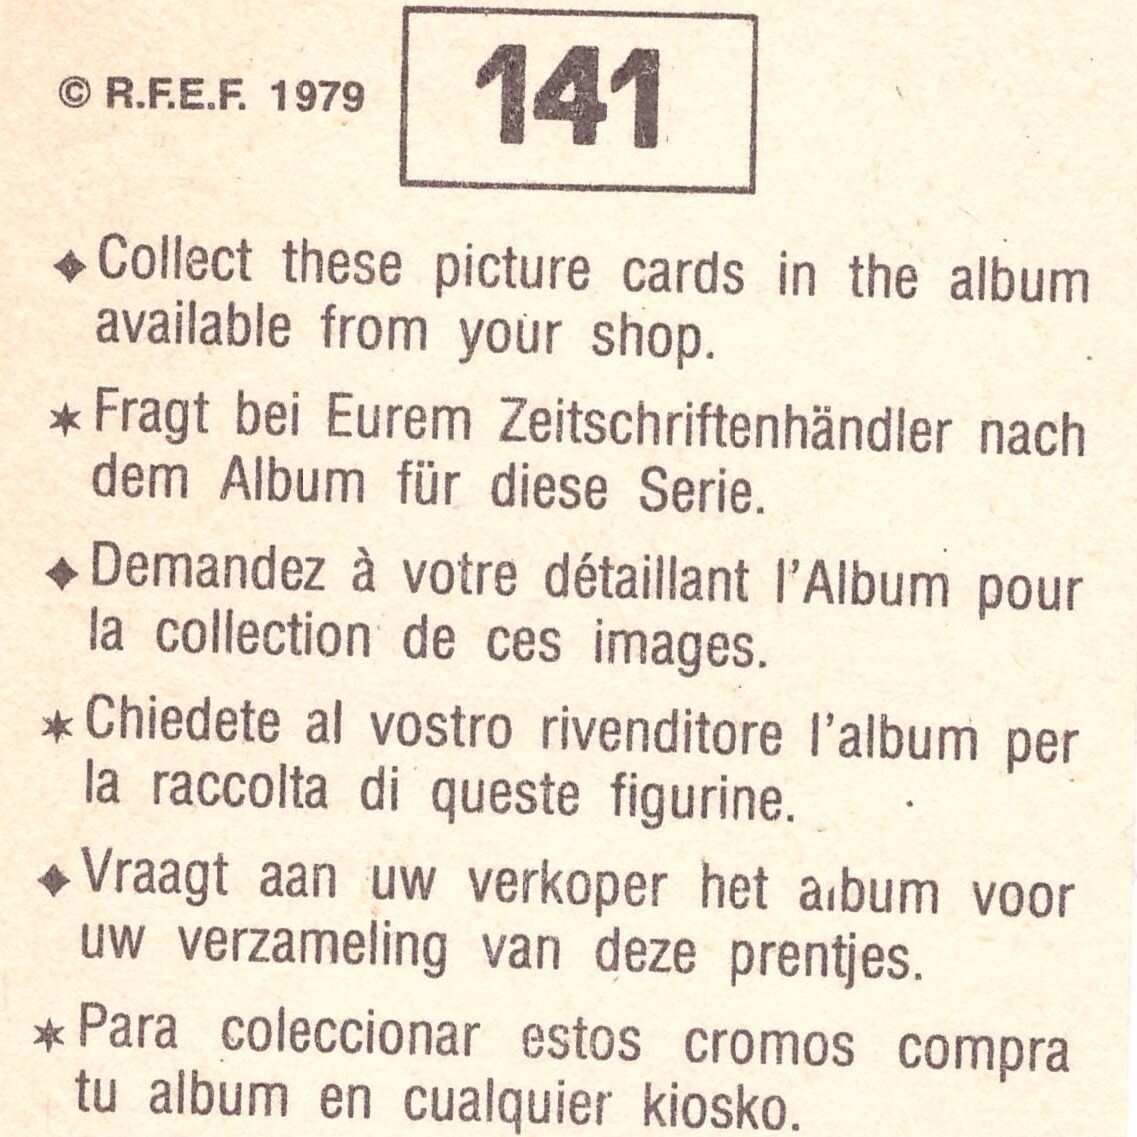 © R.F.E.F. 1979
141
♦ Collect these picture cards in the album
available from your shop.
★ Fragt bei Eurem Zeitschriftenhändler nach
dem Album für diese Serie.
♦ Demandez à votre détaillant l'Album pour
la collection de ces images.
★ Chiedete al vostro rivenditore l'album per
la raccolta di queste figurine.
♦ Vraagt aan uw verkoper het album voor
uw verzameling van deze prentjes.
★ Para coleccionar estos cromos compra
tu album en cualquier kiosko.